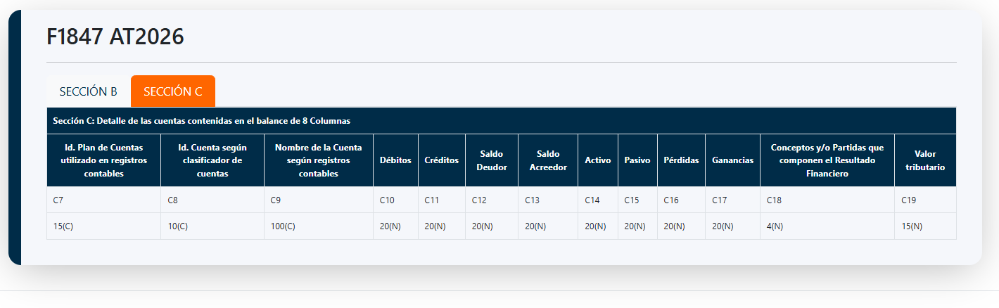 F1847 AT2026
SECCIÓN B
SECCIÓN C
Sección C: Detalle de las cuentas contenidas en el balance de 8 Columnas
Id. Plan de Cuentas
utilizado en registros
contables
Id. Cuenta según
clasificador de
cuentas
Nombre de la Cuenta
según registros
contables
Débitos
Créditos
Saldo
Deudor
Saldo
Acreedor
Activo
Pasivo
Pérdidas
Ganancias
Conceptos y/o Partidas que
componen el Resultado
Financiero
Valor
tributario
C7
C8
C9
C10
C11
C12
C13
C14
C15
C16
C17
C18
C19
15(C)
10(C)
100(C)
20(N)
20(N)
20(N)
20(N)
20(N)
20(N)
20(N)
20(N)
4(N)
15(N)